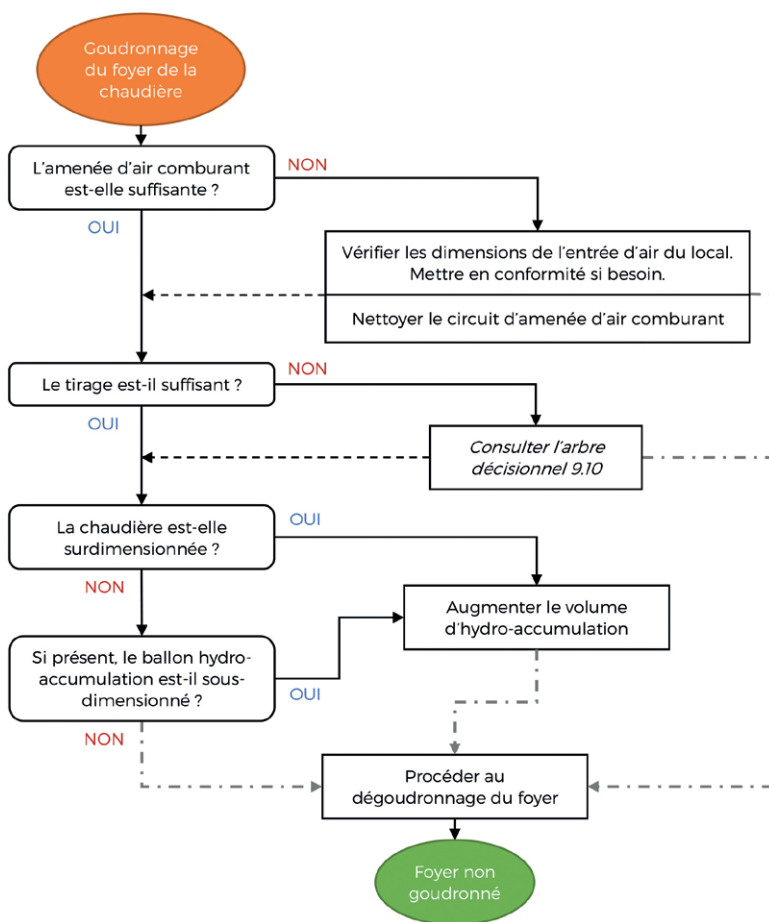 Goudronnage
du foyer de la
chaudière
L'amenée d'air comburant
est-elle suffisante ?
NON
OUI
Vérifier les dimensions de l'entrée d'air du local.
Mettre en conformité si besoin.
Nettoyer le circuit d'amenée d'air comburant
Le tirage est-il suffisant ?
NON
OUI
Consulter l'arbre
décisionnel 9.10
La chaudière est-elle
surdimensionnée ?
OUI
NON
Augmenter le volume
d'hydro-accumulation
Si présent, le ballon hydro-
accumulation est-il sous-
dimensionné ?
OUI
NON
Procéder au
dégoudronnage du foyer
Foyer non
goudronné